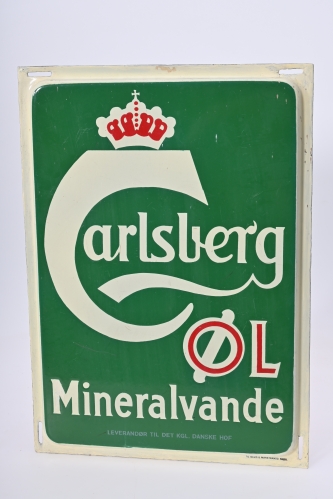 Carlsberg
ØL
Mineralvande
LEVERANDØR TIL DET KGL. DANSKE HOF